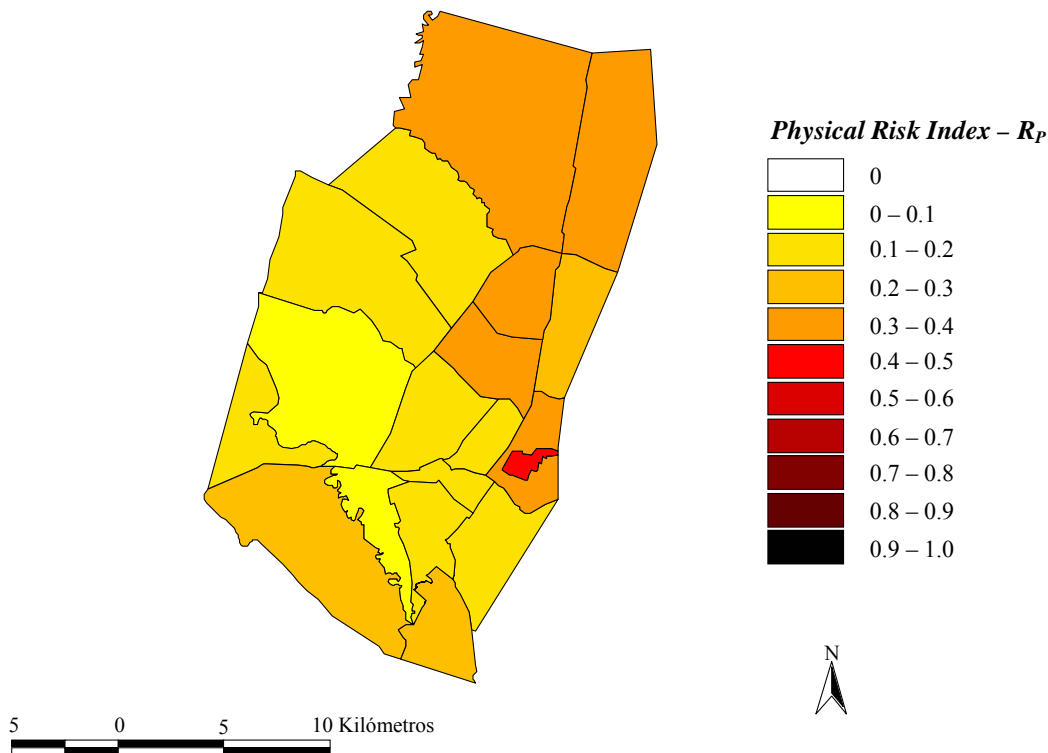 Physical Risk Index – RP
0
0 – 0.1
0.1 – 0.2
0.2 – 0.3
0.3 – 0.4
0.4 – 0.5
0.5 – 0.6
0.6 – 0.7
0.7 – 0.8
0.8 – 0.9
0.9 – 1.0
N
5 0 5 10 Kilómetros